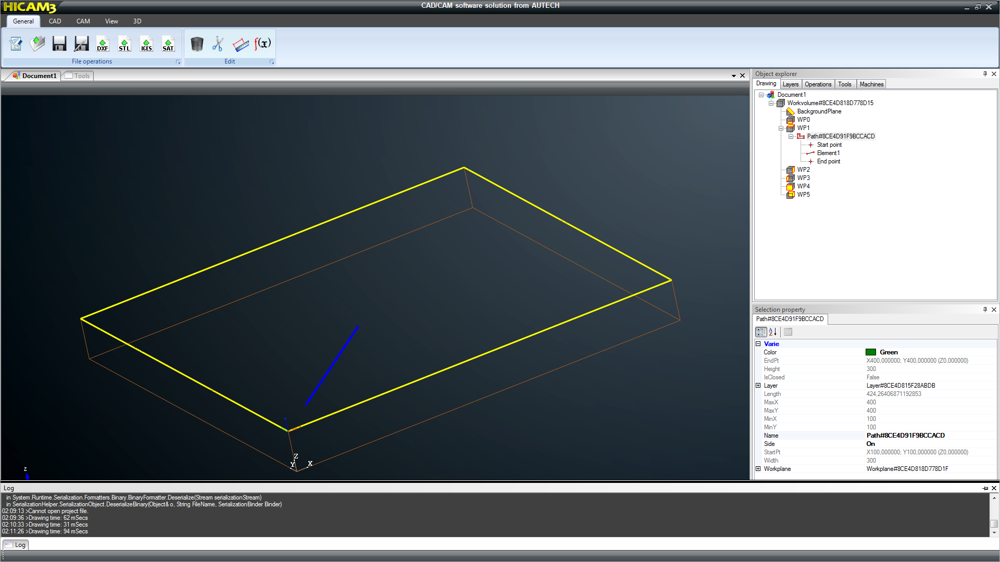 HICAM3
CAD/CAM software solution from AUTECH
General CAD CAM View 3D
DXF STL IGES SAT f(x)
File operations Edit
Document1 Tools
Object explorer
Drawing Layers Operations Tools Machines
Document1
Workvolume#8CE4D818D778D15
BackgroundPlane
WP0
WP1
Path#8CE4D91F9BCCACD
Start point
Element1
End point
WP2
WP3
WP4
WP5
Z
Y X
z
Selection property
Path#8CE4D91F9BCCACD
Varie
Color Green
EndPt X400,000000; Y400,000000 (Z0,000000)
Height 300
IsClosed False
Layer Layer#8CE4D815F28ABDB
Length 424,26406871192853
MaxX 400
MaxY 400
MinX 100
MinY 100
Name Path#8CE4D91F9BCCACD
Side On
StartPt X100,000000; Y100,000000 (Z0,000000)
Width 300
Workplane Workplane#8CE4D818D778D1F
Log
in System.Runtime.Serialization.Formatters.Binary.BinaryFormatter.Deserialize(Stream serializationStream)
in SerializationHelper.SerializationObject.DeserializeBinary(Object& o, String FileName, SerializationBinder Binder)
02:09:13 >Cannot open project file.
02:09:36 >Drawing time: 62 mSecs
02:10:33 >Drawing time: 31 mSecs
02:11:26 >Drawing time: 94 mSecs
Log